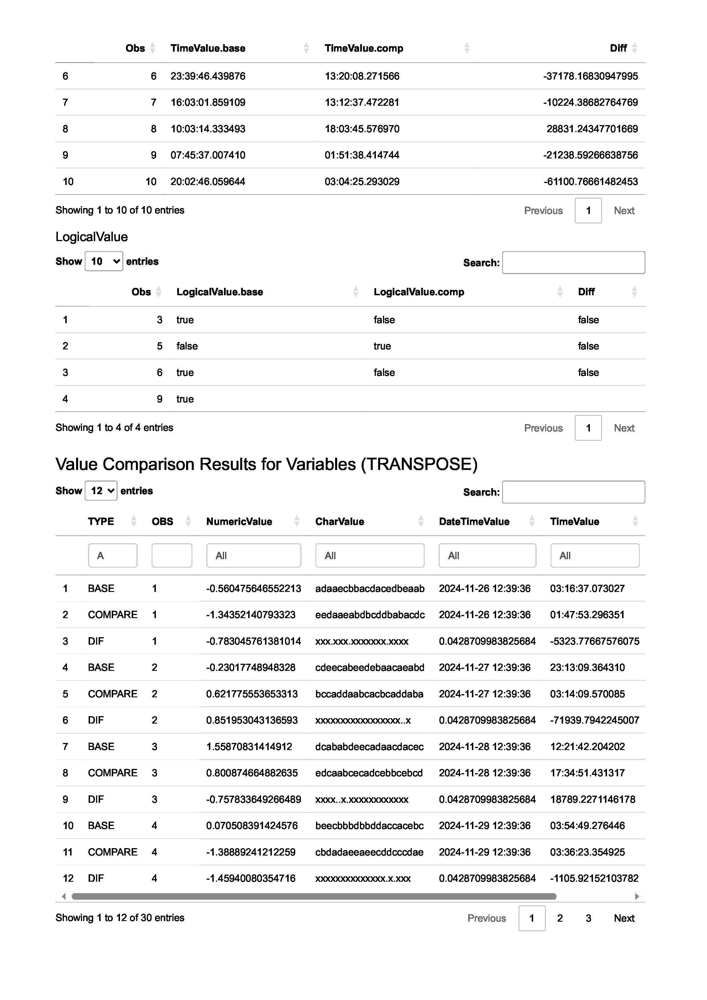 Obs TimeValue.base TimeValue.comp Diff
6 6 23:39:46.439876 13:20:08.271566 -37178.16830947995
7 7 16:03:01.859109 13:12:37.472281 -10224.38682764769
8 8 10:03:14.333493 18:03:45.576970 28831.24347701669
9 9 07:45:37.007410 01:51:38.414744 -21238.59266638756
10 10 20:02:46.059644 03:04:25.293029 -61100.76661482453
Showing 1 to 10 of 10 entries Previous 1 Next
LogicalValue
Show 10 entries Search:
Obs LogicalValue.base LogicalValue.comp Diff
1 3 true false false
2 5 false true false
3 6 true false false
4 9 true
Showing 1 to 4 of 4 entries Previous 1 Next
Value Comparison Results for Variables (TRANSPOSE)
Show 12 entries Search:
TYPE OBS NumericValue CharValue DateTimeValue TimeValue
A All All All All
1 BASE 1 -0.560475646552213 adaaecbbacdacedbeaab 2024-11-26 12:39:36 03:16:37.073027
2 COMPARE 1 -1.34352140793323 eedaaeabdbcddbabacdc 2024-11-26 12:39:36 01:47:53.296351
3 DIF 1 -0.783045761381014 xxx.xxx.xxxxxxx.xxxx 0.0428709983825684 -5323.77667576075
4 BASE 2 -0.23017748948328 cdeecabeedebaacaeabd 2024-11-27 12:39:36 23:13:09.364310
5 COMPARE 2 0.621775553653313 bccaddaabcacbcaddaba 2024-11-27 12:39:36 03:14:09.570085
6 DIF 2 0.851953043136593 xxxxxxxxxxxxxxxxx..x 0.0428709983825684 -71939.7942245007
7 BASE 3 1.55870831414912 dcababdeecadaacdacec 2024-11-28 12:39:36 12:21:42.204202
8 COMPARE 3 0.800874664882635 edcaabcecadcebbcebcd 2024-11-28 12:39:36 17:34:51.431317
9 DIF 3 -0.757833649266489 xxxx..x.xxxxxxxxxxxx 0.0428709983825684 18789.2271146178
10 BASE 4 0.070508391424576 beecbbbdbbddaccacebc 2024-11-29 12:39:36 03:54:49.276446
11 COMPARE 4 -1.38889241212259 cbdadaeeaeecddcccdae 2024-11-29 12:39:36 03:36:23.354925
12 DIF 4 -1.45940080354716 xxxxxxxxxxxxxx.x.xxx 0.0428709983825684 -1105.92152103782
Showing 1 to 12 of 30 entries Previous 1 2 3 Next